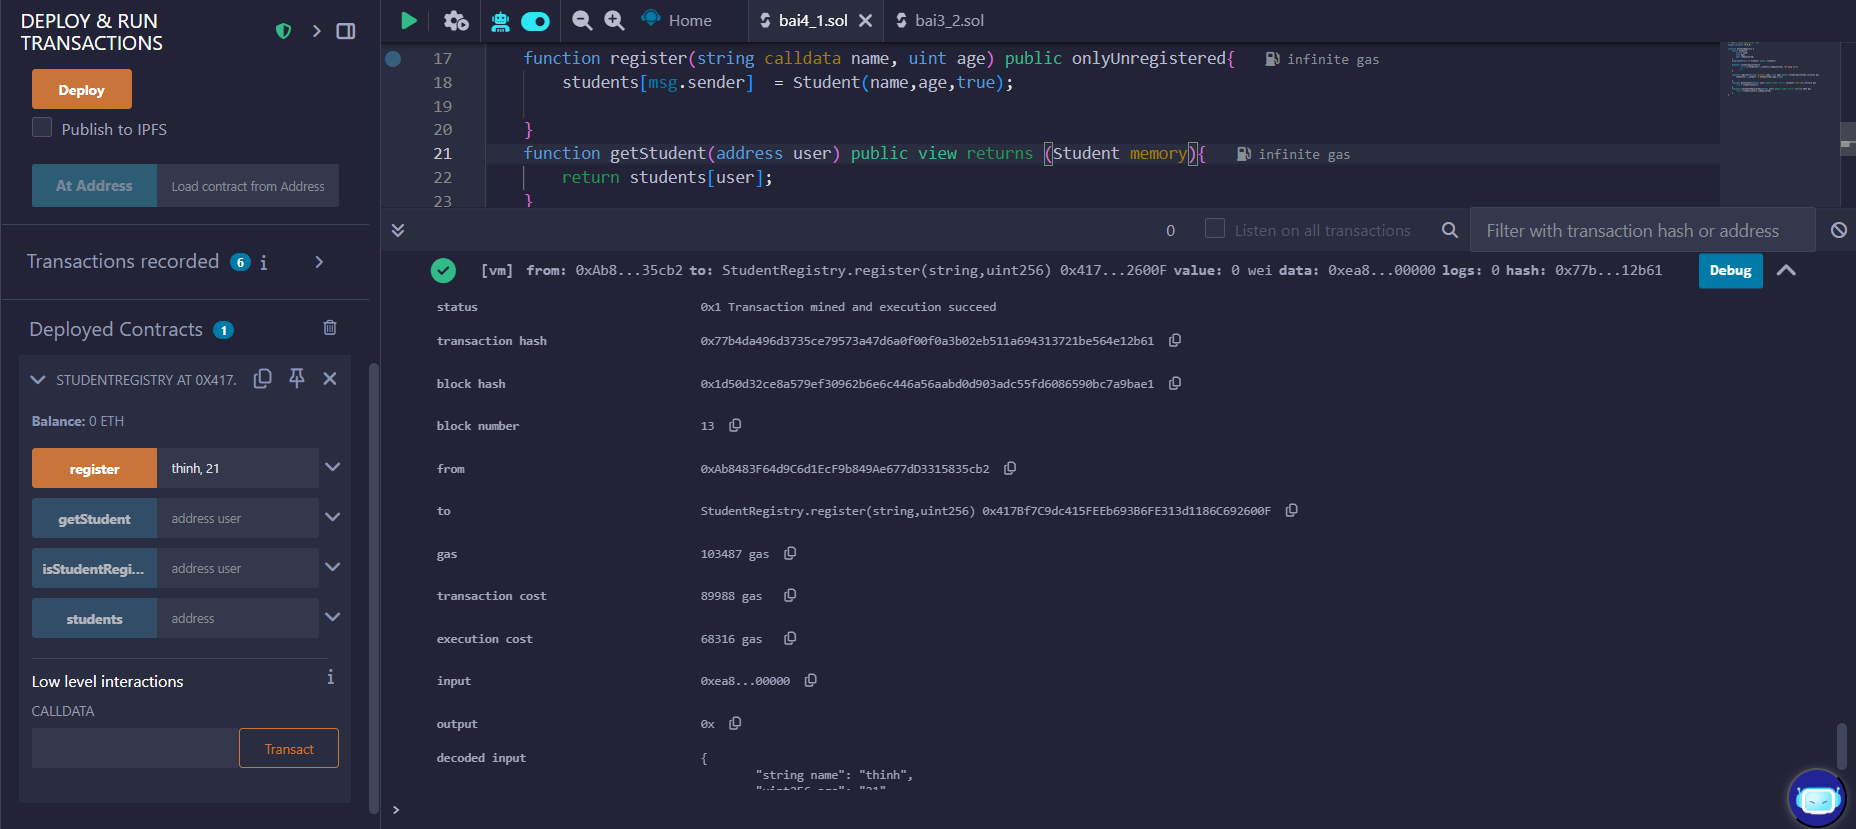 DEPLOY & RUN
TRANSACTIONS
Deploy
Publish to IPFS
At Address
Load contract from Address
Transactions recorded 6 i
Deployed Contracts 1
STUDENTREGISTRY AT 0X417.
Balance: 0 ETH
register
thinh, 21
getStudent
address user
isStudentRegi...
address user
students
address
Low level interactions
i
CALLDATA
Transact
Home
bai4_1.sol
bai3_2.sol
17 function register(string calldata name, uint age) public onlyUnregistered{ infinite gas
18 students[msg.sender] = Student(name,age,true);
19
20 }
21 function getStudent(address user) public view returns (Student memory){ infinite gas
22 return students[user];
23 }
0
Listen on all transactions
Filter with transaction hash or address
[vm] from: 0xAb8...35cb2 to: StudentRegistry.register(string,uint256) 0x417...2600F value: 0 wei data: 0xea8...00000 logs: 0 hash: 0x77b...12b61
Debug
status 0x1 Transaction mined and execution succeed
transaction hash 0x77b4da496d3735ce79573a47d6a0f00f0a3b02eb511a694313721be564e12b61
block hash 0x1d50d32ce8a579ef30962b6e6c446a56aabd0d903adc55fd6086590bc7a9bae1
block number 13
from 0xAb8483F64d9C6d1EcF9b849Ae677dD3315835cb2
to StudentRegistry.register(string,uint256) 0x417Bf7C9dc415FEEb693B6FE313d1186C692600F
gas 103487 gas
transaction cost 89988 gas
execution cost 68316 gas
input 0xea8...00000
output 0x
decoded input {
"string name": "thinh",
"uint256 age": "21"
>